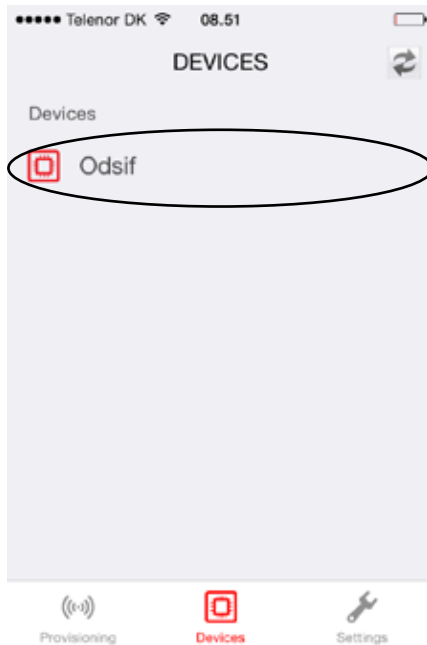 Telenor DK 08.51
DEVICES
Devices
Odsif
Provisioning Devices Settings